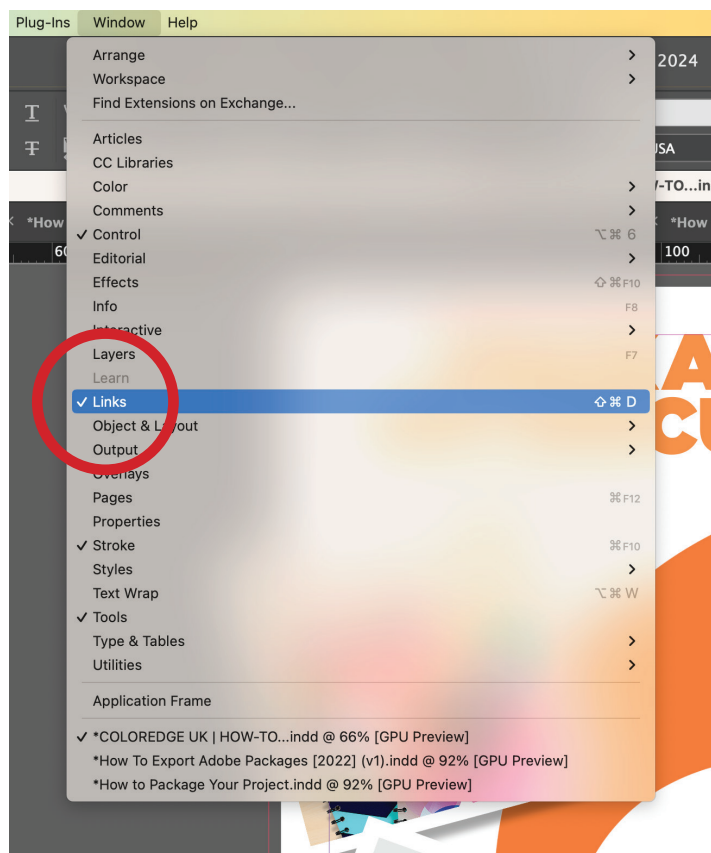 Plug-Ins Window Help
2024
T
T
USA
Arrange
Workspace
Find Extensions on Exchange...
Articles
CC Libraries
Color
Comments
✓ Control ⌥⌘ 6
Editorial
Effects ⇧⌘F10
Info F8
Interactive
Layers F7
Learn
✓ Links ⇧⌘ D
Object & Layout
Output
Overlays
Pages ⌘F12
Properties
✓ Stroke ⌘F10
Styles
Text Wrap ⌥⌘ W
✓ Tools
Type & Tables
Utilities
Application Frame
✓ *COLOREDGE UK | HOW-TO...indd @ 66% [GPU Preview]
*How To Export Adobe Packages [2022] (v1).indd @ 92% [GPU Preview]
*How to Package Your Project.indd @ 92% [GPU Preview]
-TO...in
*How
*How
60
100